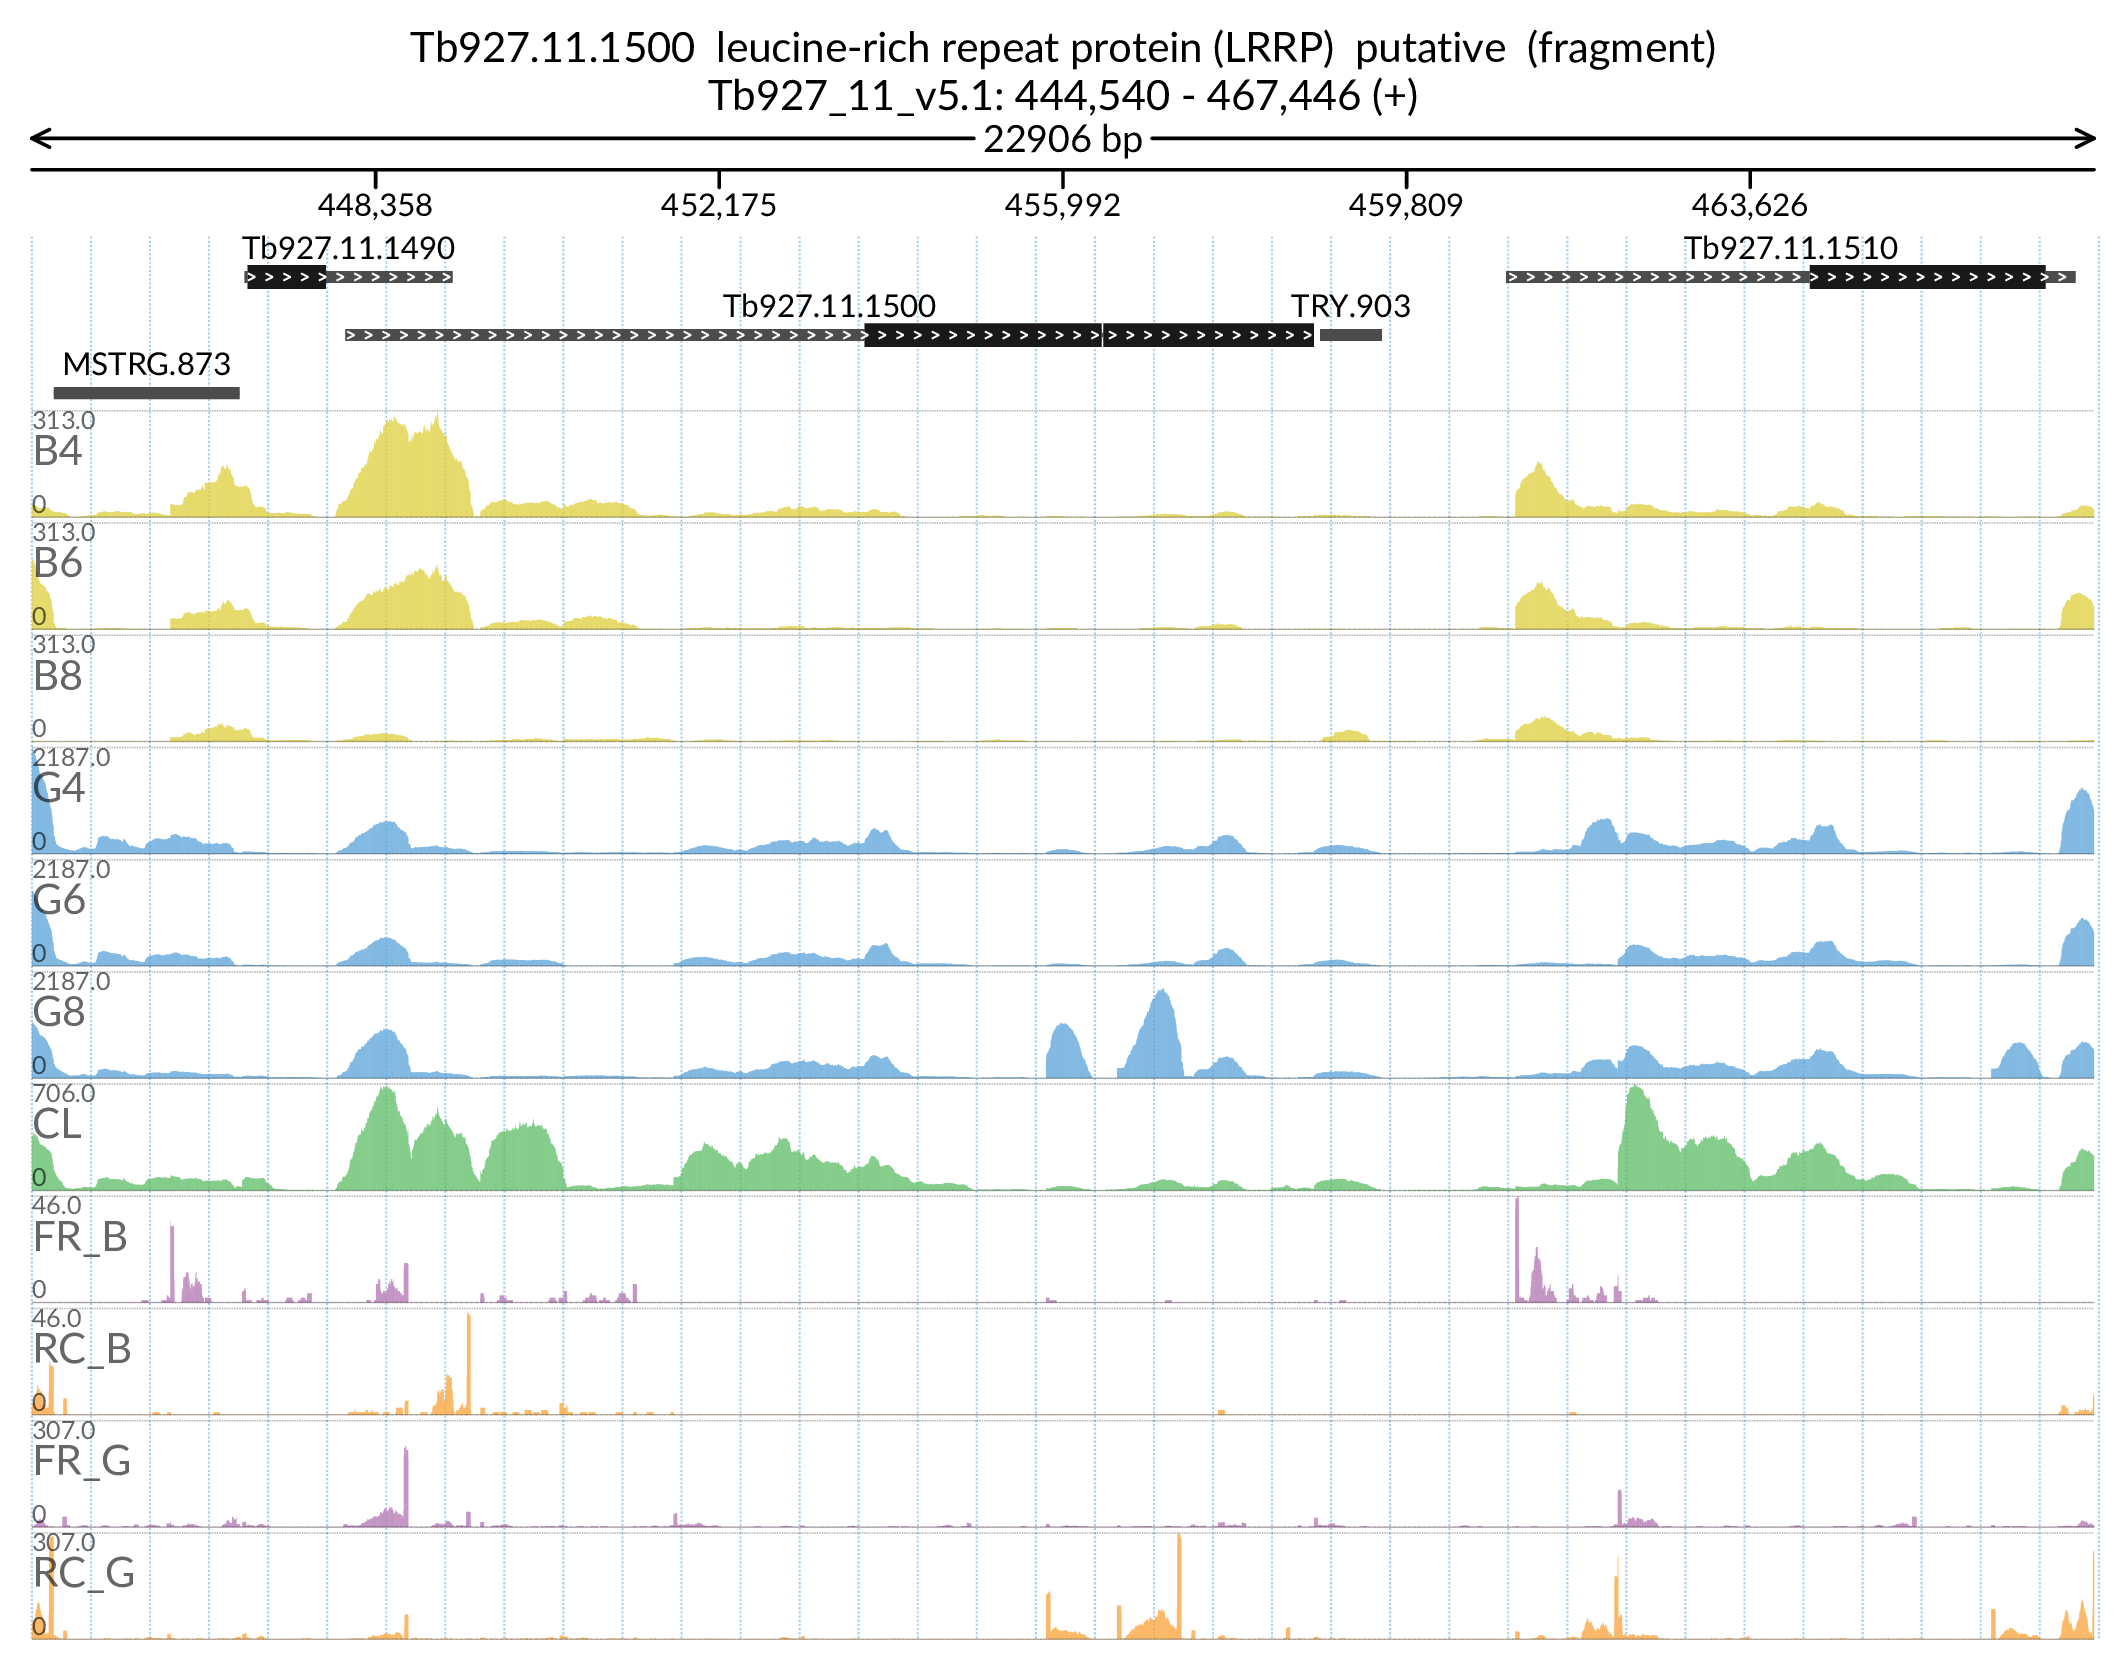 Tb927.11.1500 leucine-rich repeat protein (LRRP) putative (fragment)
Tb927_11_v5.1: 444,540 - 467,446 (+)
22906 bp
448,358 452,175 455,992 459,809 463,626
Tb927.11.1490 Tb927.11.1510
Tb927.11.1500 TRY.903
MSTRG.873
313.0
B4
0
313.0
B6
0
313.0
B8
0
2187.0
G4
0
2187.0
G6
0
2187.0
G8
0
706.0
CL
0
46.0
FR_B
0
46.0
RC_B
0
307.0
FR_G
0
307.0
RC_G
0